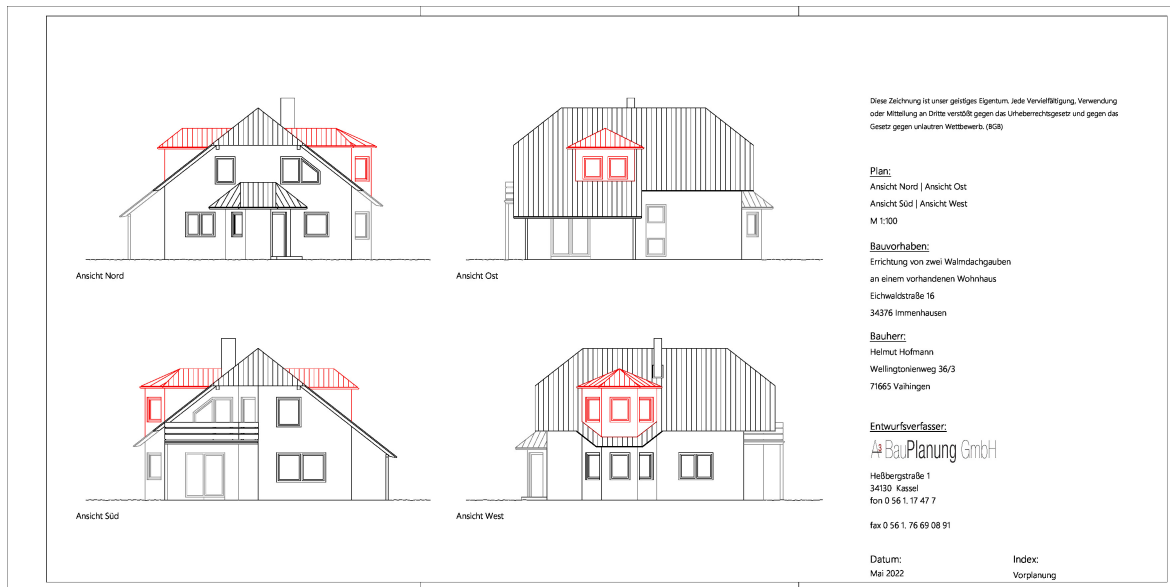 Ansicht Nord
Ansicht Ost
Ansicht Süd
Ansicht West
Diese Zeichnung ist unser geistiges Eigentum. Jede Vervielfältigung, Verwendung
oder Mitteilung an Dritte verstößt gegen das Urheberrechtsgesetz und gegen das
Gesetz gegen unlautren Wettbewerb. (BGB)
Plan:
Ansicht Nord | Ansicht Ost
Ansicht Süd | Ansicht West
M 1:100
Bauvorhaben:
Errichtung von zwei Walmdachgauben
an einem vorhandenen Wohnhaus
Eichwaldstraße 16
34376 Immenhausen
Bauherr:
Helmut Hofmann
Wellingtonienweg 36/3
71665 Vaihingen
Entwurfsverfasser:
A3 BauPlanung GmbH
Heßbergstraße 1
34130 Kassel
fon 0 56 1. 17 47 7
fax 0 56 1. 76 69 08 91
Datum: Index:
Mai 2022 Vorplanung